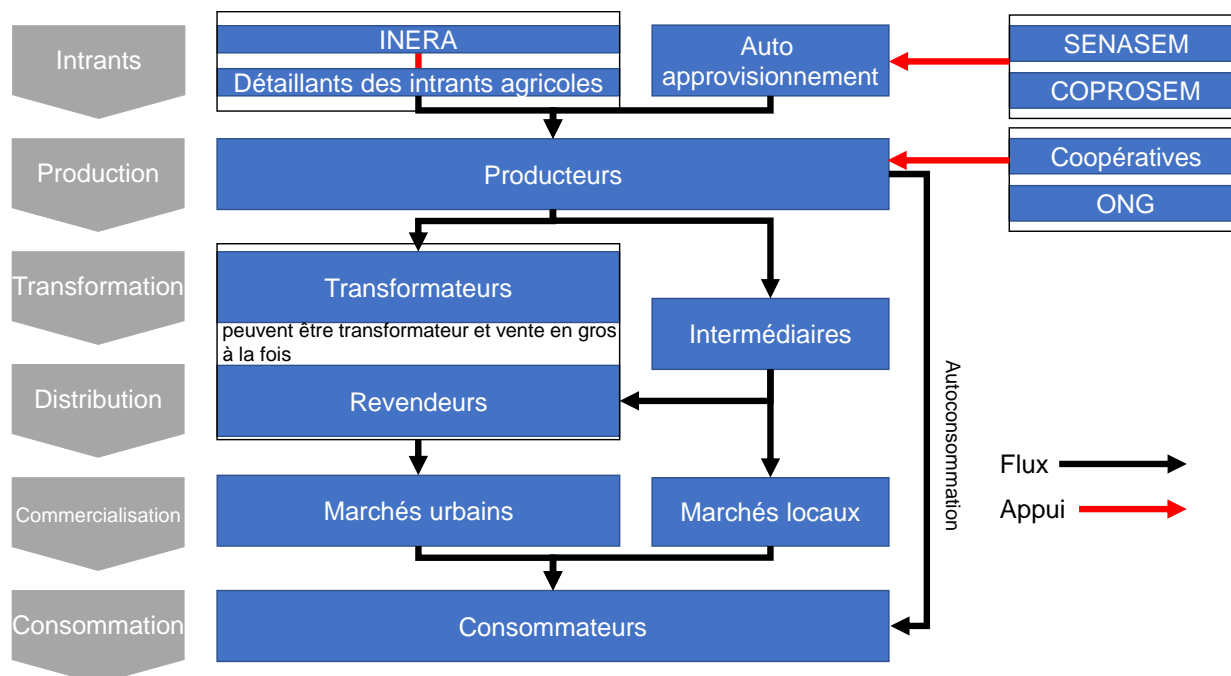 Intrants
INERA
Détaillants des intrants agricoles
Auto
approvisionnement
SENASEM
COPROSEM
Production
Producteurs
Coopératives
ONG
Transformation
Transformateurs
peuvent être transformateur et vente en gros
à la fois
Intermédiaires
Distribution
Revendeurs
Autoconsommation
Flux
Appui
Commercialisation
Marchés urbains
Marchés locaux
Consommation
Consommateurs